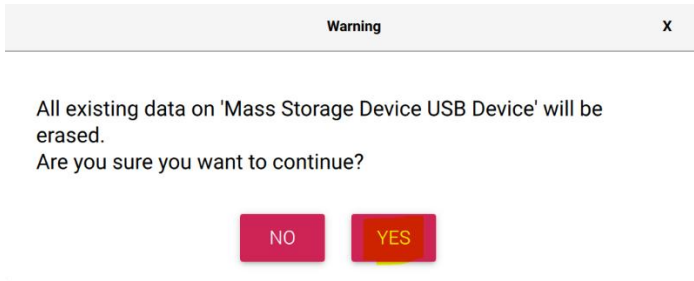 Warning
X
All existing data on 'Mass Storage Device USB Device' will be
erased.
Are you sure you want to continue?
NO
YES